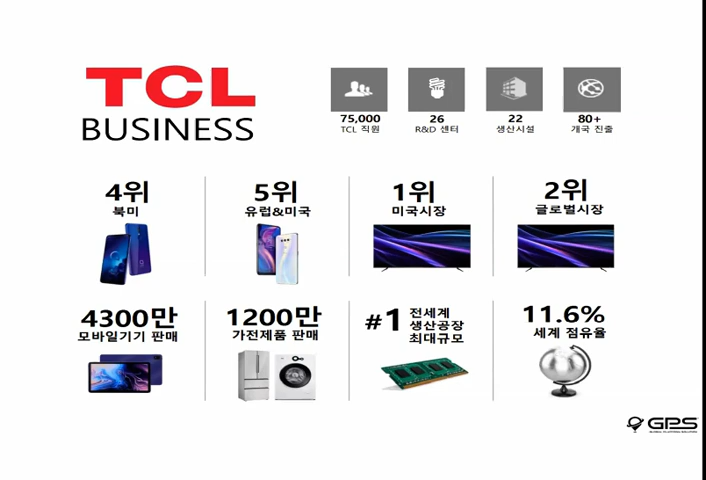 TCL
BUSINESS
75,000
TCL 직원
26
R&D 센터
22
생산시설
80+
개국 진출
4위
북미
5위
유럽&미국
1위
미국시장
2위
글로벌시장
4300만
모바일기기 판매
1200만
가전제품 판매
#1 전세계
생산공장
최대규모
11.6%
세계 점유율
GPS